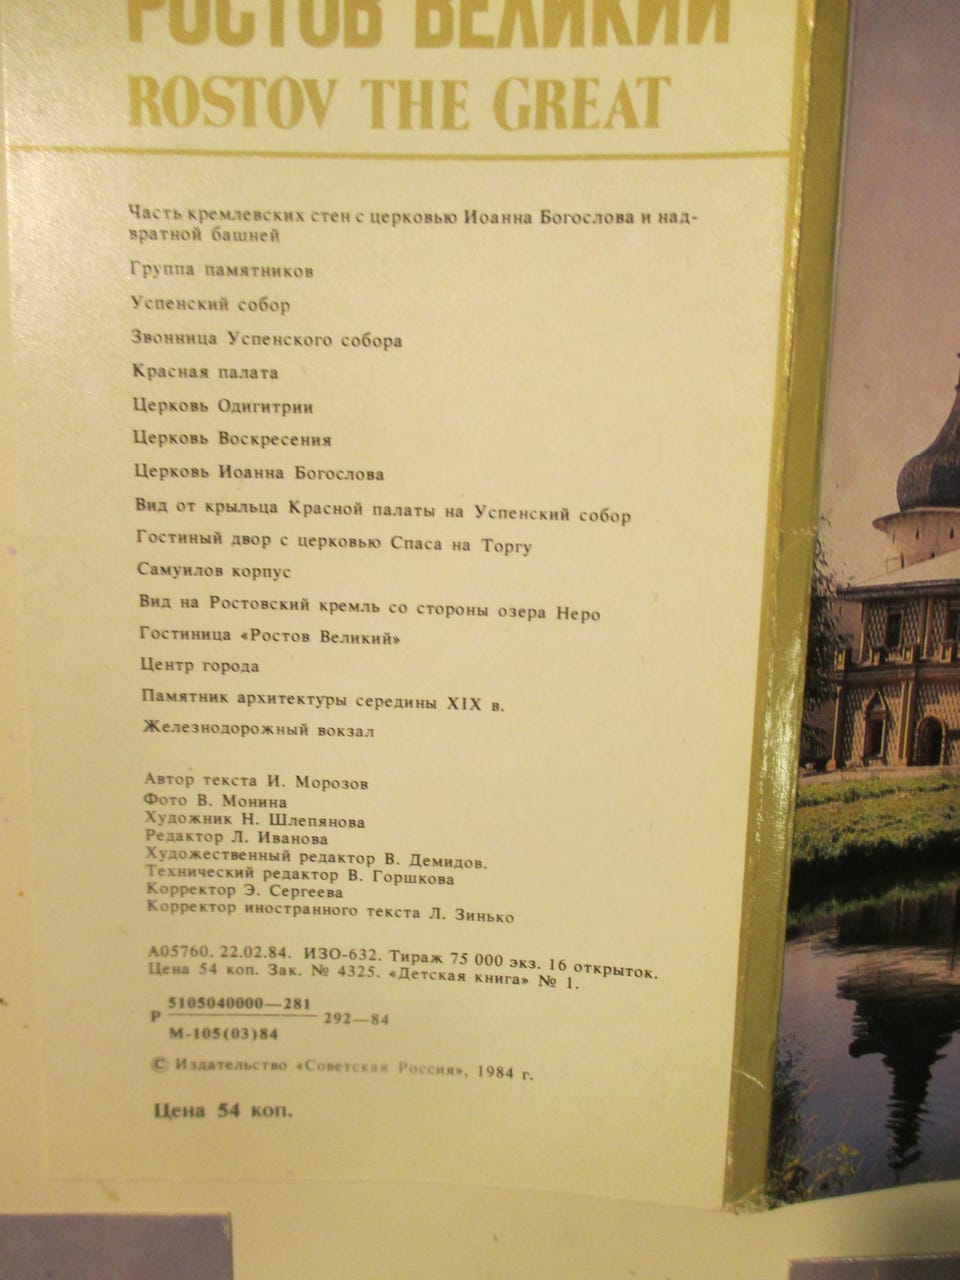 РОСТОВ ВЕЛИКИЙ
ROSTOV THE GREAT
Часть кремлевских стен с церковью Иоанна Богослова и над-
вратной башней
Группа памятников
Успенский собор
Звонница Успенского собора
Красная палата
Церковь Одигитрии
Церковь Воскресения
Церковь Иоанна Богослова
Вид от крыльца Красной палаты на Успенский собор
Гостиный двор с церковью Спаса на Торгу
Самуилов корпус
Вид на Ростовский кремль со стороны озера Неро
Гостиница «Ростов Великий»
Центр города
Памятник архитектуры середины XIX в.
Железнодорожный вокзал
Автор текста И. Морозов
Фото В. Монина
Художник Н. Шлепянова
Редактор Л. Иванова
Художественный редактор В. Демидов.
Технический редактор В. Горшкова
Корректор Э. Сергеева
Корректор иностранного текста Л. Зинько
А05760. 22.02.84. ИЗО-632. Тираж 75 000 экз. 16 открыток.
Цена 54 коп. Зак. № 4325. «Детская книга» № 1.
5105040000—281
Р 292—84
М-105(03)84
© Издательство «Советская Россия», 1984 г.
Цена 54 коп.